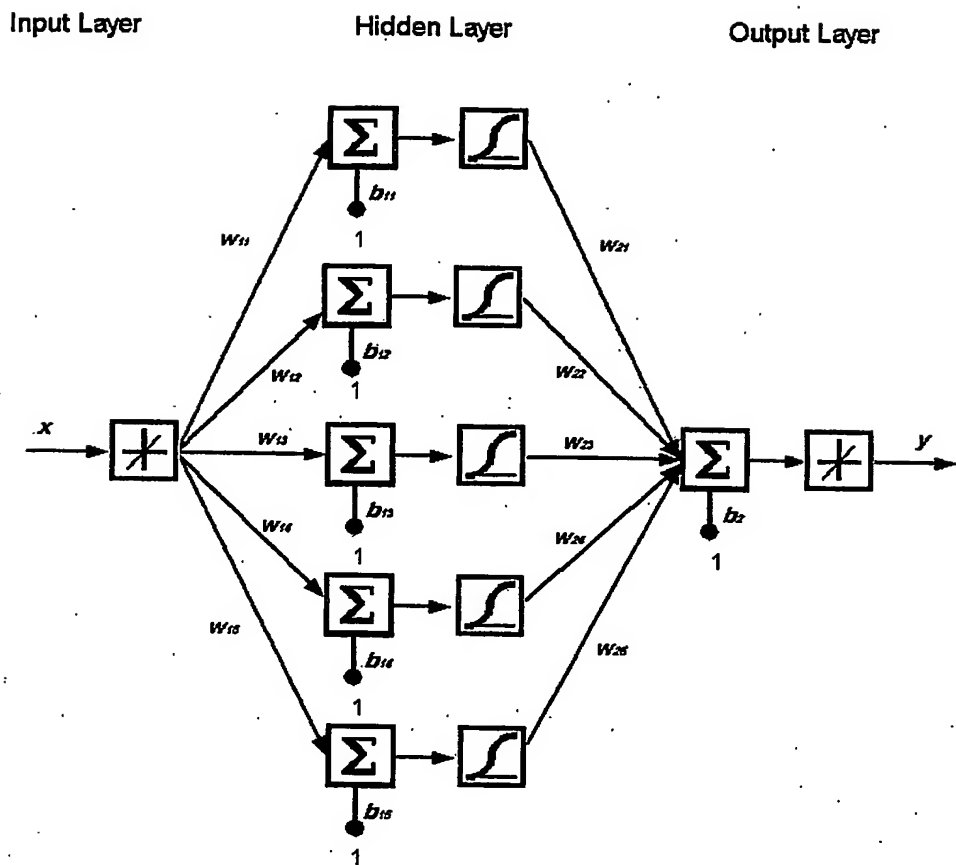 Input Layer
Hidden Layer
Output Layer
Σ
b₁₁
1
w₁₁
w₂₁
Σ
b₁₂
1
w₁₂
w₂₂
x
w₁₃
Σ
w₂₃
Σ
y
b₁₃
1
b₂
1
w₁₄
w₂₄
Σ
b₁₄
1
w₁₅
w₂₅
Σ
b₁₅
1